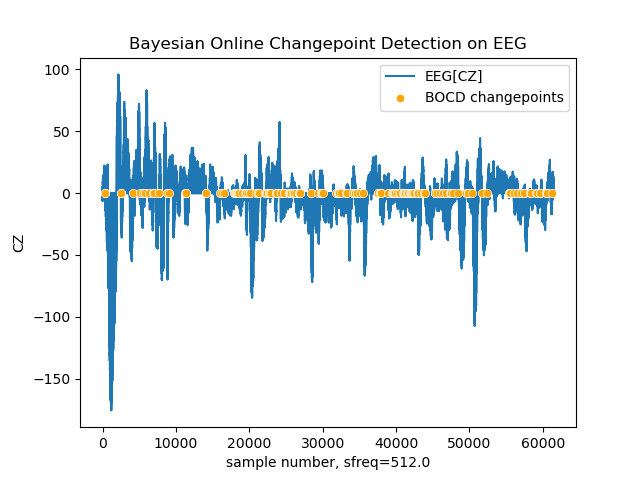 Bayesian Online Changepoint Detection on EEG
EEG[CZ]
BOCD changepoints
100
50
0
−50
−100
−150
CZ
0 10000 20000 30000 40000 50000 60000
sample number, sfreq=512.0